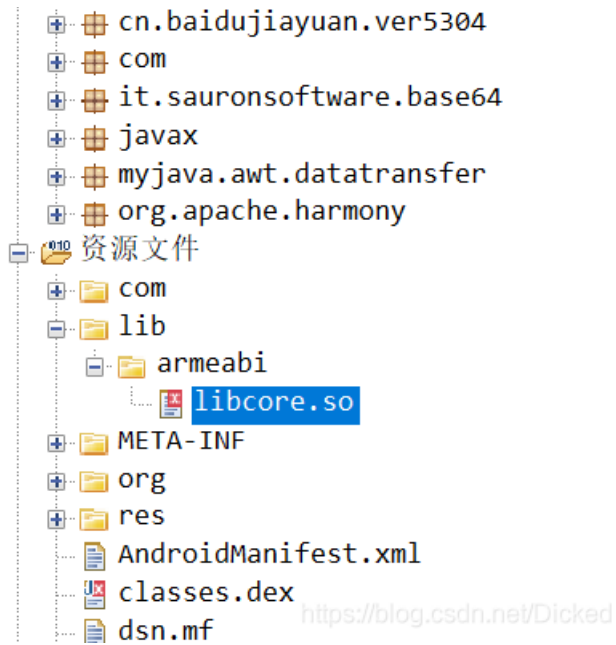 cn.baidujiayuan.ver5304
com
it.sauronsoftware.base64
javax
myjava.awt.datatransfer
org.apache.harmony
资源文件
com
lib
armeabi
libcore.so
META-INF
org
res
AndroidManifest.xml
classes.dex
https://blog.csdn.net/Dicked
dsn.mf